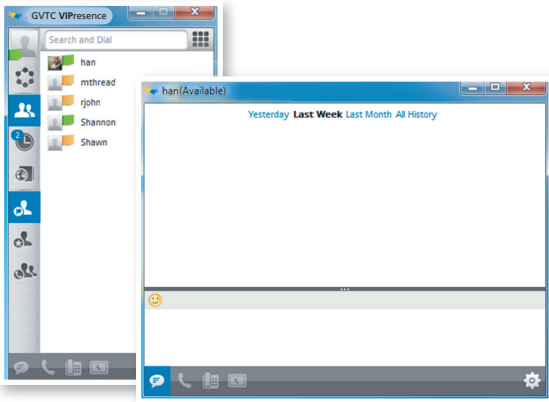 GVTC VIPresence
Search and Dial
han
mthread
rjohn
Shannon
Shawn
2
han(Available)
Yesterday Last Week Last Month All History